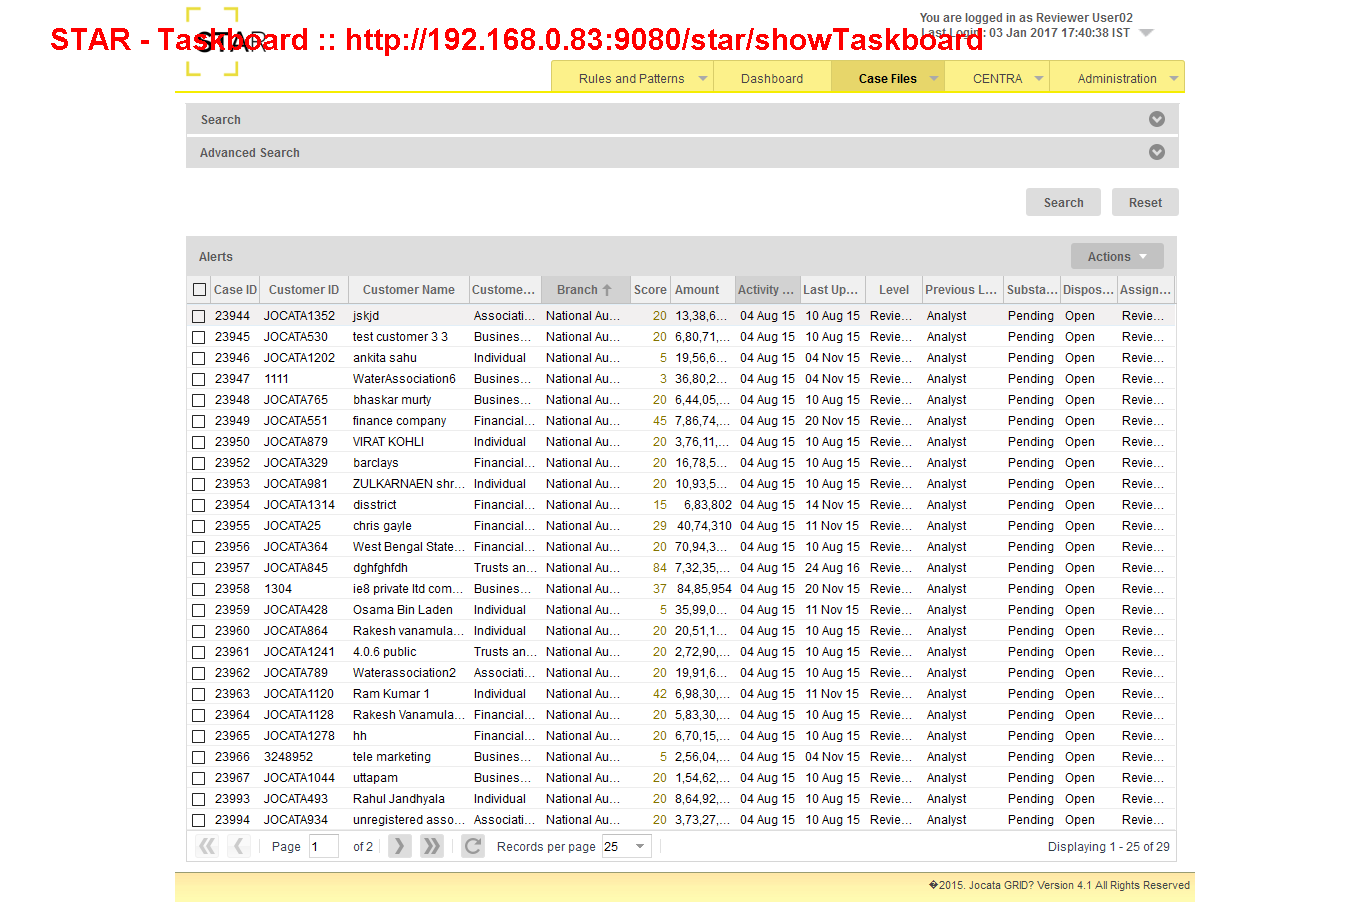 You are logged in as Reviewer User02
STAR - Taskboard :: http://192.168.0.83:9080/star/showTaskboard
STAR
Last Login : 03 Jan 2017 17:40:38 IST
Rules and Patterns Dashboard Case Files CENTRA Administration
Search
Advanced Search
Search Reset
Alerts Actions
Case ID Customer ID Customer Name Custome... Branch Score Amount Activity ... Last Up... Level Previous L... Substa... Dispos... Assign...
23944 JOCATA1352 jskjd Associati... National Au... 20 13,38,6... 04 Aug 15 10 Aug 15 Revie... Analyst Pending Open Revie...
23945 JOCATA530 test customer 3 3 Busines... National Au... 20 6,80,71,... 04 Aug 15 10 Aug 15 Revie... Analyst Pending Open Revie...
23946 JOCATA1202 ankita sahu Individual National Au... 5 19,56,6... 04 Aug 15 04 Nov 15 Revie... Analyst Pending Open Revie...
23947 1111 WaterAssociation6 Busines... National Au... 3 36,80,2... 04 Aug 15 04 Nov 15 Revie... Analyst Pending Open Revie...
23948 JOCATA765 bhaskar murty Busines... National Au... 20 6,44,05,... 04 Aug 15 10 Aug 15 Revie... Analyst Pending Open Revie...
23949 JOCATA551 finance company Financial... National Au... 45 7,86,74,... 04 Aug 15 20 Nov 15 Revie... Analyst Pending Open Revie...
23950 JOCATA879 VIRAT KOHLI Individual National Au... 20 3,76,11,... 04 Aug 15 10 Aug 15 Revie... Analyst Pending Open Revie...
23952 JOCATA329 barclays Financial... National Au... 20 16,78,5... 04 Aug 15 10 Aug 15 Revie... Analyst Pending Open Revie...
23953 JOCATA981 ZULKARNAEN shr... Individual National Au... 20 10,93,5... 04 Aug 15 10 Aug 15 Revie... Analyst Pending Open Revie...
23954 JOCATA1314 disstrict Financial... National Au... 15 6,83,802 04 Aug 15 14 Nov 15 Revie... Analyst Pending Open Revie...
23955 JOCATA25 chris gayle Financial... National Au... 29 40,74,310 04 Aug 15 11 Nov 15 Revie... Analyst Pending Open Revie...
23956 JOCATA364 West Bengal State... Financial... National Au... 20 70,94,3... 04 Aug 15 10 Aug 15 Revie... Analyst Pending Open Revie...
23957 JOCATA845 dghfghfdh Trusts an... National Au... 84 7,32,35,... 04 Aug 15 24 Aug 16 Revie... Analyst Pending Open Revie...
23958 1304 ie8 private ltd com... Busines... National Au... 37 84,85,954 04 Aug 15 20 Nov 15 Revie... Analyst Pending Open Revie...
23959 JOCATA428 Osama Bin Laden Individual National Au... 5 35,99,0... 04 Aug 15 11 Nov 15 Revie... Analyst Pending Open Revie...
23960 JOCATA864 Rakesh vanamula... Individual National Au... 20 20,51,1... 04 Aug 15 10 Aug 15 Revie... Analyst Pending Open Revie...
23961 JOCATA1241 4.0.6 public Trusts an... National Au... 20 2,72,90,... 04 Aug 15 10 Aug 15 Revie... Analyst Pending Open Revie...
23962 JOCATA789 Waterassociation2 Associati... National Au... 20 19,91,6... 04 Aug 15 10 Aug 15 Revie... Analyst Pending Open Revie...
23963 JOCATA1120 Ram Kumar 1 Individual National Au... 42 6,98,30,... 04 Aug 15 11 Nov 15 Revie... Analyst Pending Open Revie...
23964 JOCATA1128 Rakesh Vanamula... Financial... National Au... 20 5,83,30,... 04 Aug 15 10 Aug 15 Revie... Analyst Pending Open Revie...
23965 JOCATA1278 hh Financial... National Au... 20 6,70,15,... 04 Aug 15 10 Aug 15 Revie... Analyst Pending Open Revie...
23966 3248952 tele marketing Busines... National Au... 5 2,56,04,... 04 Aug 15 04 Nov 15 Revie... Analyst Pending Open Revie...
23967 JOCATA1044 uttapam Busines... National Au... 20 1,54,62,... 04 Aug 15 10 Aug 15 Revie... Analyst Pending Open Revie...
23993 JOCATA493 Rahul Jandhyala Individual National Au... 20 8,64,92,... 04 Aug 15 10 Aug 15 Revie... Analyst Pending Open Revie...
23994 JOCATA934 unregistered asso... Associati... National Au... 20 3,73,27,... 04 Aug 15 10 Aug 15 Revie... Analyst Pending Open Revie...
Page 1 of 2 Records per page 25 Displaying 1 - 25 of 29
�2015. Jocata GRID? Version 4.1 All Rights Reserved